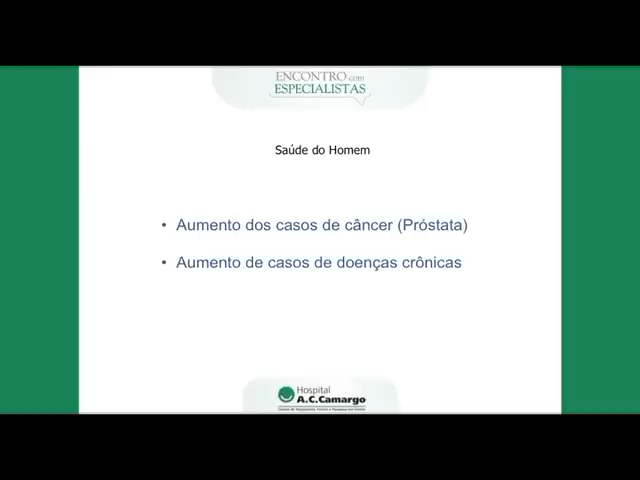 ENCONTRO com
ESPECIALISTAS
Saúde do Homem
• Aumento dos casos de câncer (Próstata)
• Aumento de casos de doenças crônicas
Hospital
A.C.Camargo